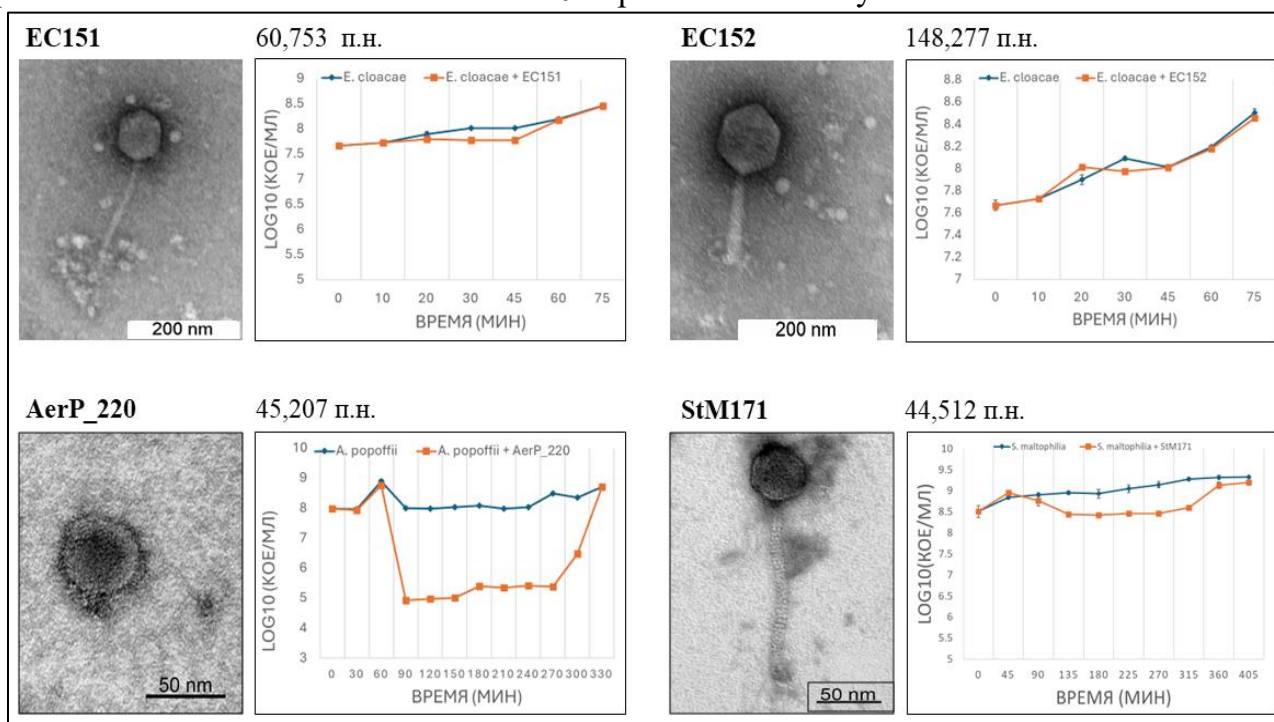 EC151 60,753 п.н.
E. cloacae E. cloacae + EC151
9
8.5
8
7.5
7
6.5
6
5.5
5
LOG10 (КОЕ/МЛ)
0 10 20 30 45 60 75
ВРЕМЯ (МИН)
200 nm
EC152 148,277 п.н.
E. cloacae E. cloacae + EC152
8.8
8.6
8.4
8.2
8
7.8
7.6
7.4
7.2
7
LOG10 (КОЕ/МЛ)
0 10 20 30 45 60 75
ВРЕМЯ (МИН)
200 nm
AerP_220 45,207 п.н.
A. popoffii A. popoffii + AerP_220
10
9
8
7
6
5
4
3
LOG10 (КОЕ/МЛ)
0 30 60 90 120 150 180 210 240 270 300 330
ВРЕМЯ (МИН)
50 nm
StM171 44,512 п.н.
S. maltophilia S. maltophilia + StM171
10
9.5
9
8.5
8
7.5
7
6.5
6
5.5
5
LOG10(КОЕ/МЛ)
0 45 90 135 180 225 270 315 360 405
ВРЕМЯ (МИН)
50 nm